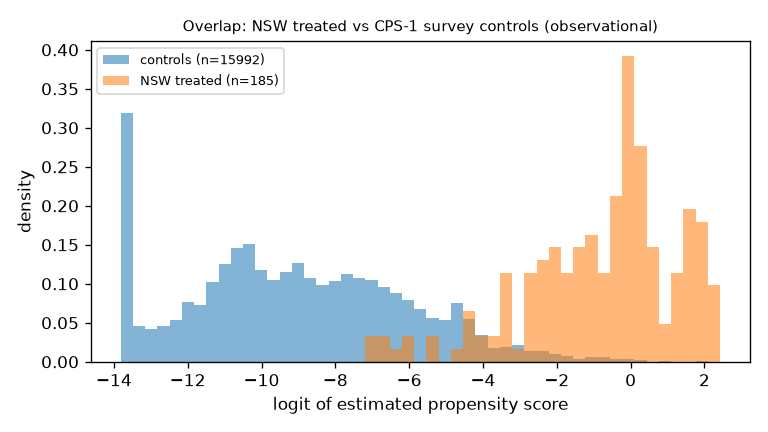 Overlap: NSW treated vs CPS-1 survey controls (observational)
controls (n=15992)
NSW treated (n=185)
density
0.40
0.35
0.30
0.25
0.20
0.15
0.10
0.05
0.00
−14 −12 −10 −8 −6 −4 −2 0 2
logit of estimated propensity score